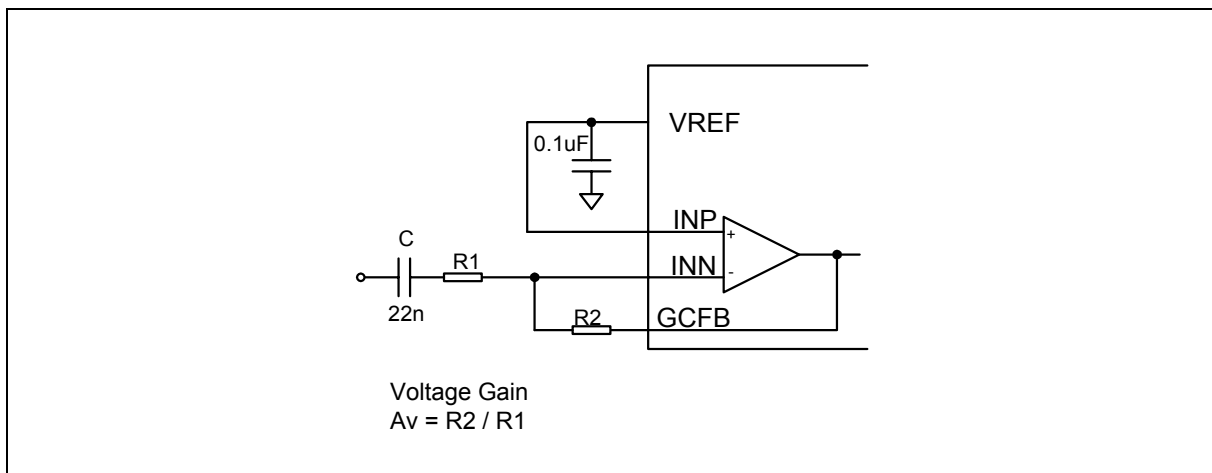 VREF
0.1uF
INP
+
C
R1
INN
-
22n
R2
GCFB
Voltage Gain
Av = R2 / R1